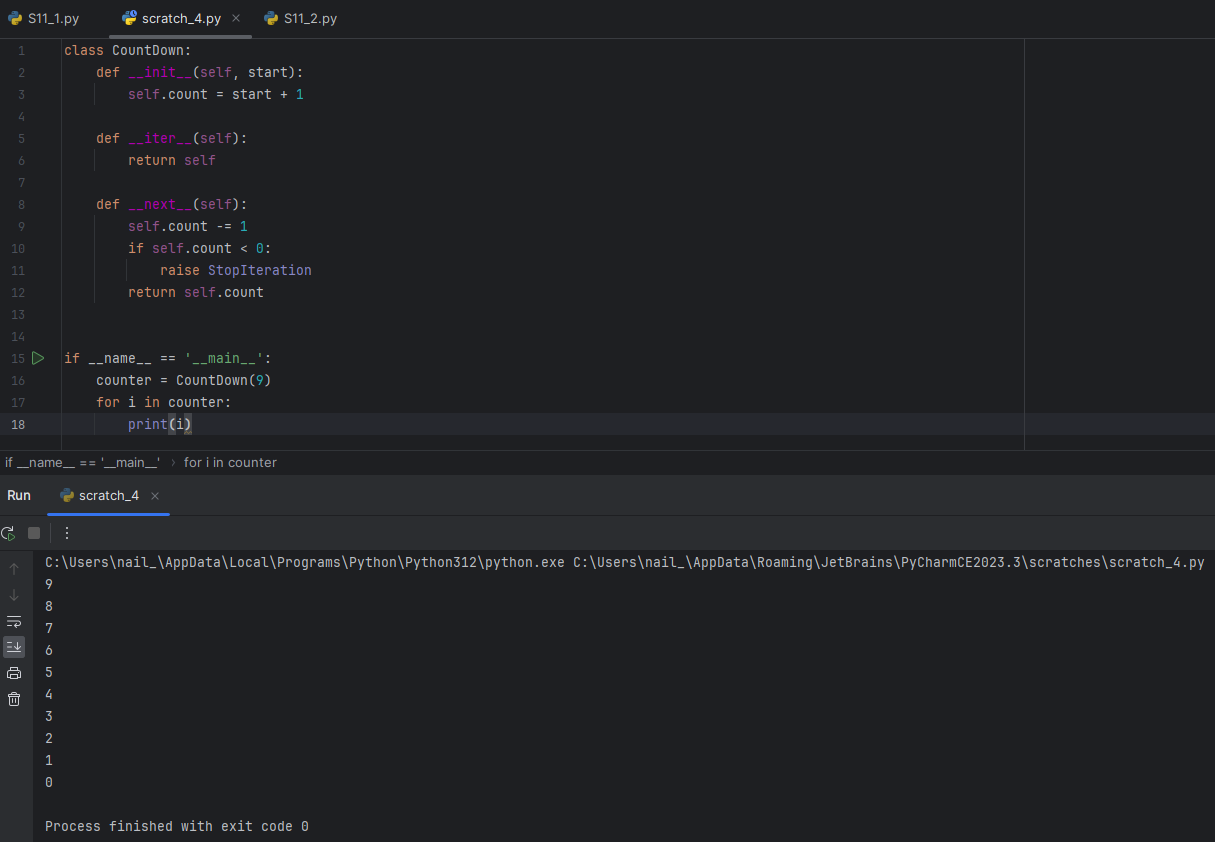 S11_1.py scratch_4.py × S11_2.py
1 class CountDown:
2     def __init__(self, start):
3         self.count = start + 1
4
5     def __iter__(self):
6         return self
7
8     def __next__(self):
9         self.count -= 1
10         if self.count < 0:
11             raise StopIteration
12         return self.count
13
14
15 if __name__ == '__main__':
16     counter = CountDown(9)
17     for i in counter:
18         print(i)
if __name__ == '__main__' › for i in counter
Run scratch_4 ×
C:\Users\nail_\AppData\Local\Programs\Python\Python312\python.exe C:\Users\nail_\AppData\Roaming\JetBrains\PyCharmCE2023.3\scratches\scratch_4.py
9
8
7
6
5
4
3
2
1
0
Process finished with exit code 0